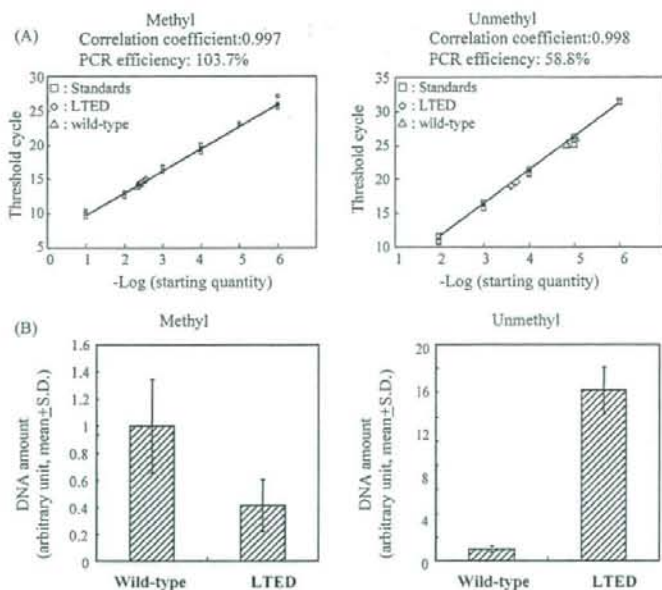 (A)
Methyl
Correlation coefficient:0.997
PCR efficiency: 103.7%
30
25
20
15
10
5
Threshold cycle
□ : Standards
◇ : LTED
△ : wild-type
0 1 2 3 4 5 6 7
-Log (starting quantity)
Unmethyl
Correlation coefficient:0.998
PCR efficiency: 58.8%
35
30
25
20
15
10
Threshold cycle
□ : Standards
◇ : LTED
△ : wild-type
1 2 3 4 5 6 7
-Log (starting quantity)
(B)
Methyl
DNA amount
(arbitrary unit, mean±S.D.)
1.6
1.4
1.2
1
0.8
0.6
0.4
0.2
0
Wild-type LTED
Unmethyl
DNA amount
(arbitrary unit, mean±S.D.)
20
16
12
8
4
0
Wild-type LTED